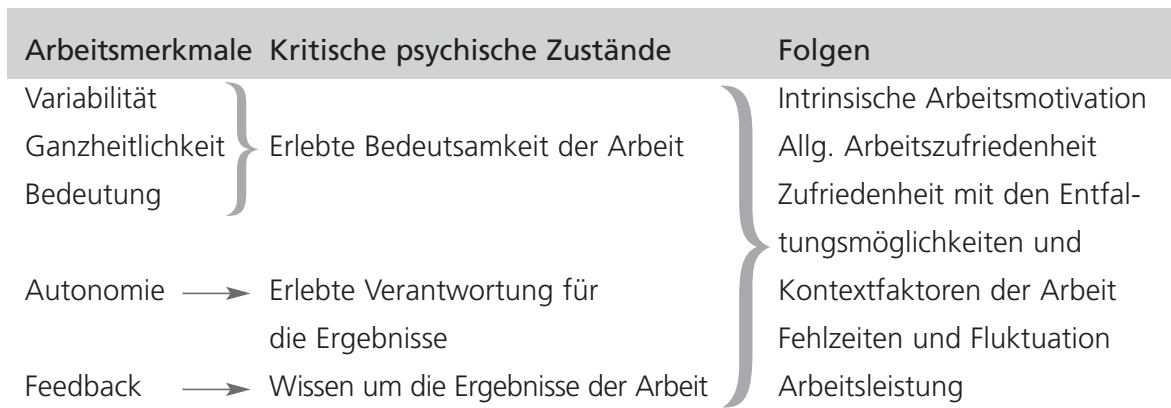 Arbeitsmerkmale Kritische psychische Zustände Folgen
Variabilität Intrinsische Arbeitsmotivation
Ganzheitlichkeit Erlebte Bedeutsamkeit der Arbeit Allg. Arbeitszufriedenheit
Bedeutung Zufriedenheit mit den Entfal-
tungsmöglichkeiten und
Autonomie Erlebte Verantwortung für Kontextfaktoren der Arbeit
die Ergebnisse Fehlzeiten und Fluktuation
Feedback Wissen um die Ergebnisse der Arbeit Arbeitsleistung